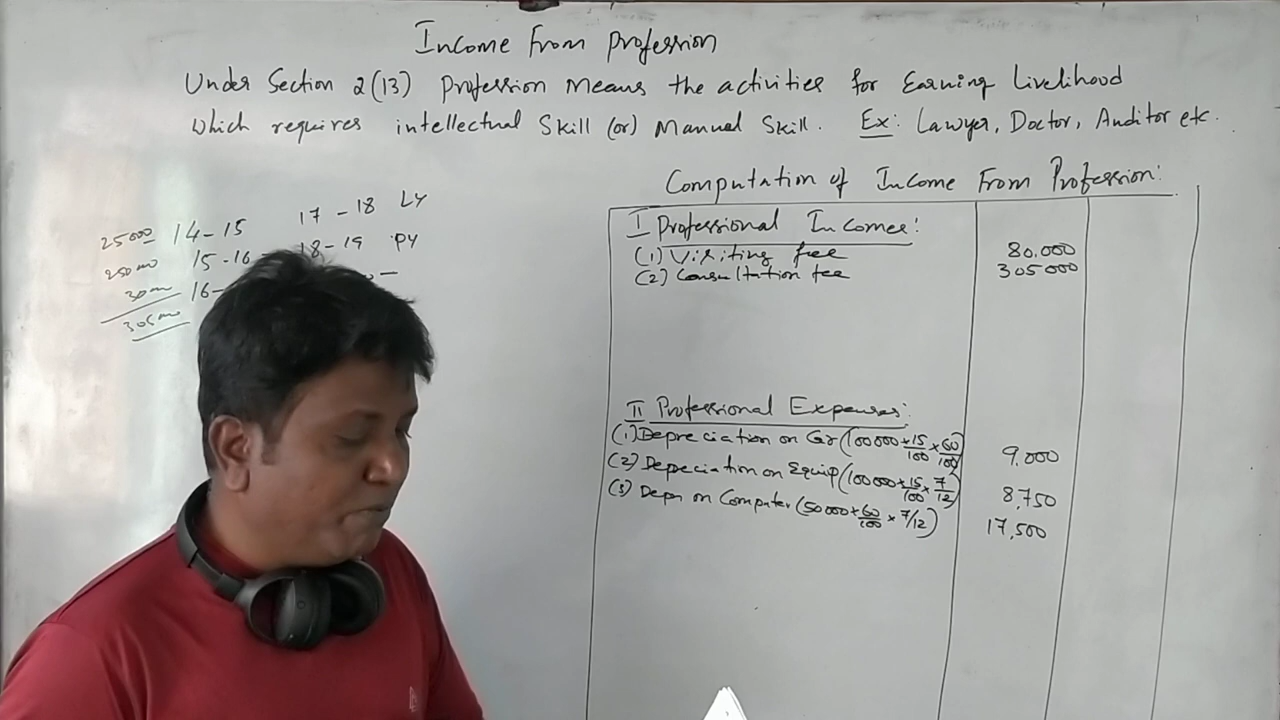 Income From Profession
Under Section 2(13) Profession Means the activities for Earning Livelihood
Which requires intellectual Skill (or) Manual Skill. Ex: Lawyer, Doctor, Auditor etc.
Computation of Income From Profession:
25000 14-15 17-18 LY
25000 15-16 18-19 PY
30000 16-
305000
I Professional Incomes:
(1) Visiting fee 80,000
(2) Consultation fee 305000
II Professional Expenses:
(1) Depreciation on Car (100000 × 15/100 × 60/100) 9,000
(2) Depeciation on Equip (100000 × 15/100 × 7/12) 8,750
(3) Depn on Computer (50000 × 60/100 × 7/12) 17,500